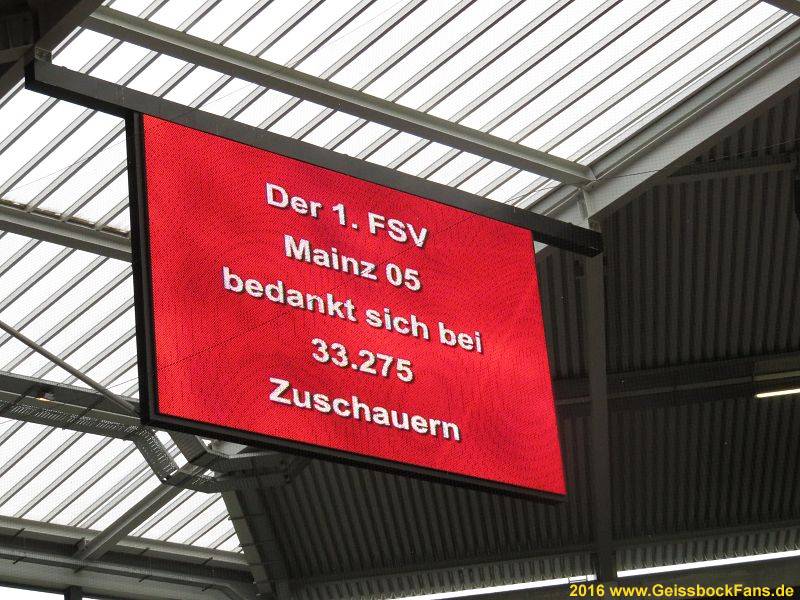 Der 1. FSV
Mainz 05
bedankt sich bei
33.275
Zuschauern
2016 www.GeissbockFans.de